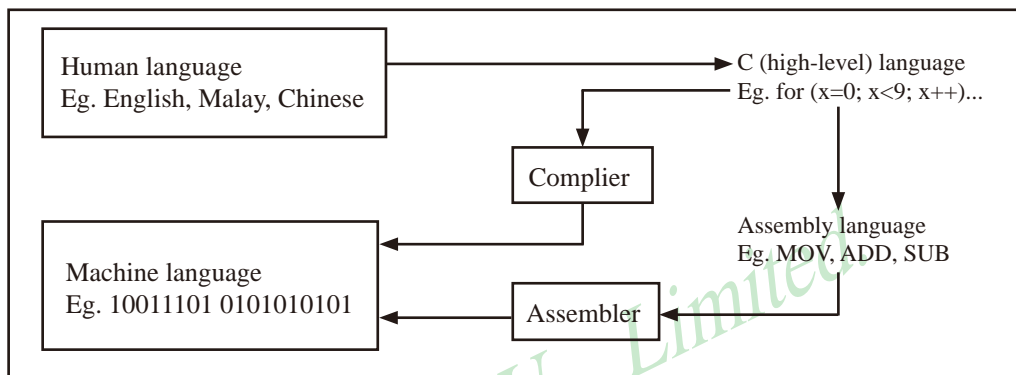 Human language
Eg. English, Malay, Chinese
C (high-level) language
Eg. for (x=0; x<9; x++)...
Complier
Assembly language
Eg. MOV, ADD, SUB
Machine language
Eg. 10011101 0101010101
Assembler
Limited.